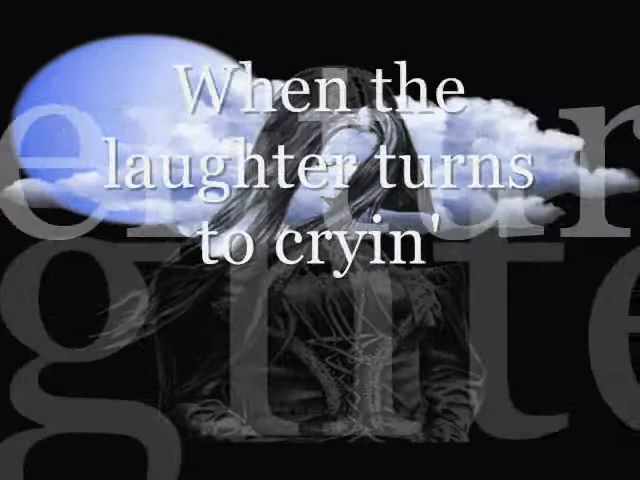 When the
laughter turns
to cryin'